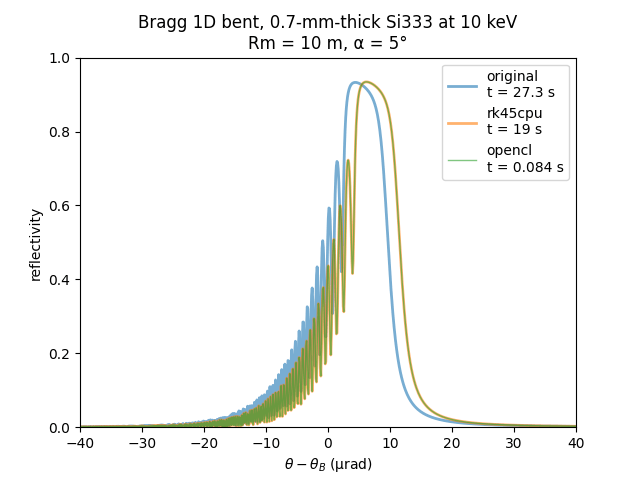 Bragg 1D bent, 0.7-mm-thick Si333 at 10 keV
Rm = 10 m, α = 5°
1.0
0.8
0.6
0.4
0.2
0.0
reflectivity
original
t = 27.3 s
rk45cpu
t = 19 s
opencl
t = 0.084 s
−40 −30 −20 −10 0 10 20 30 40
θ − θ_B (μrad)